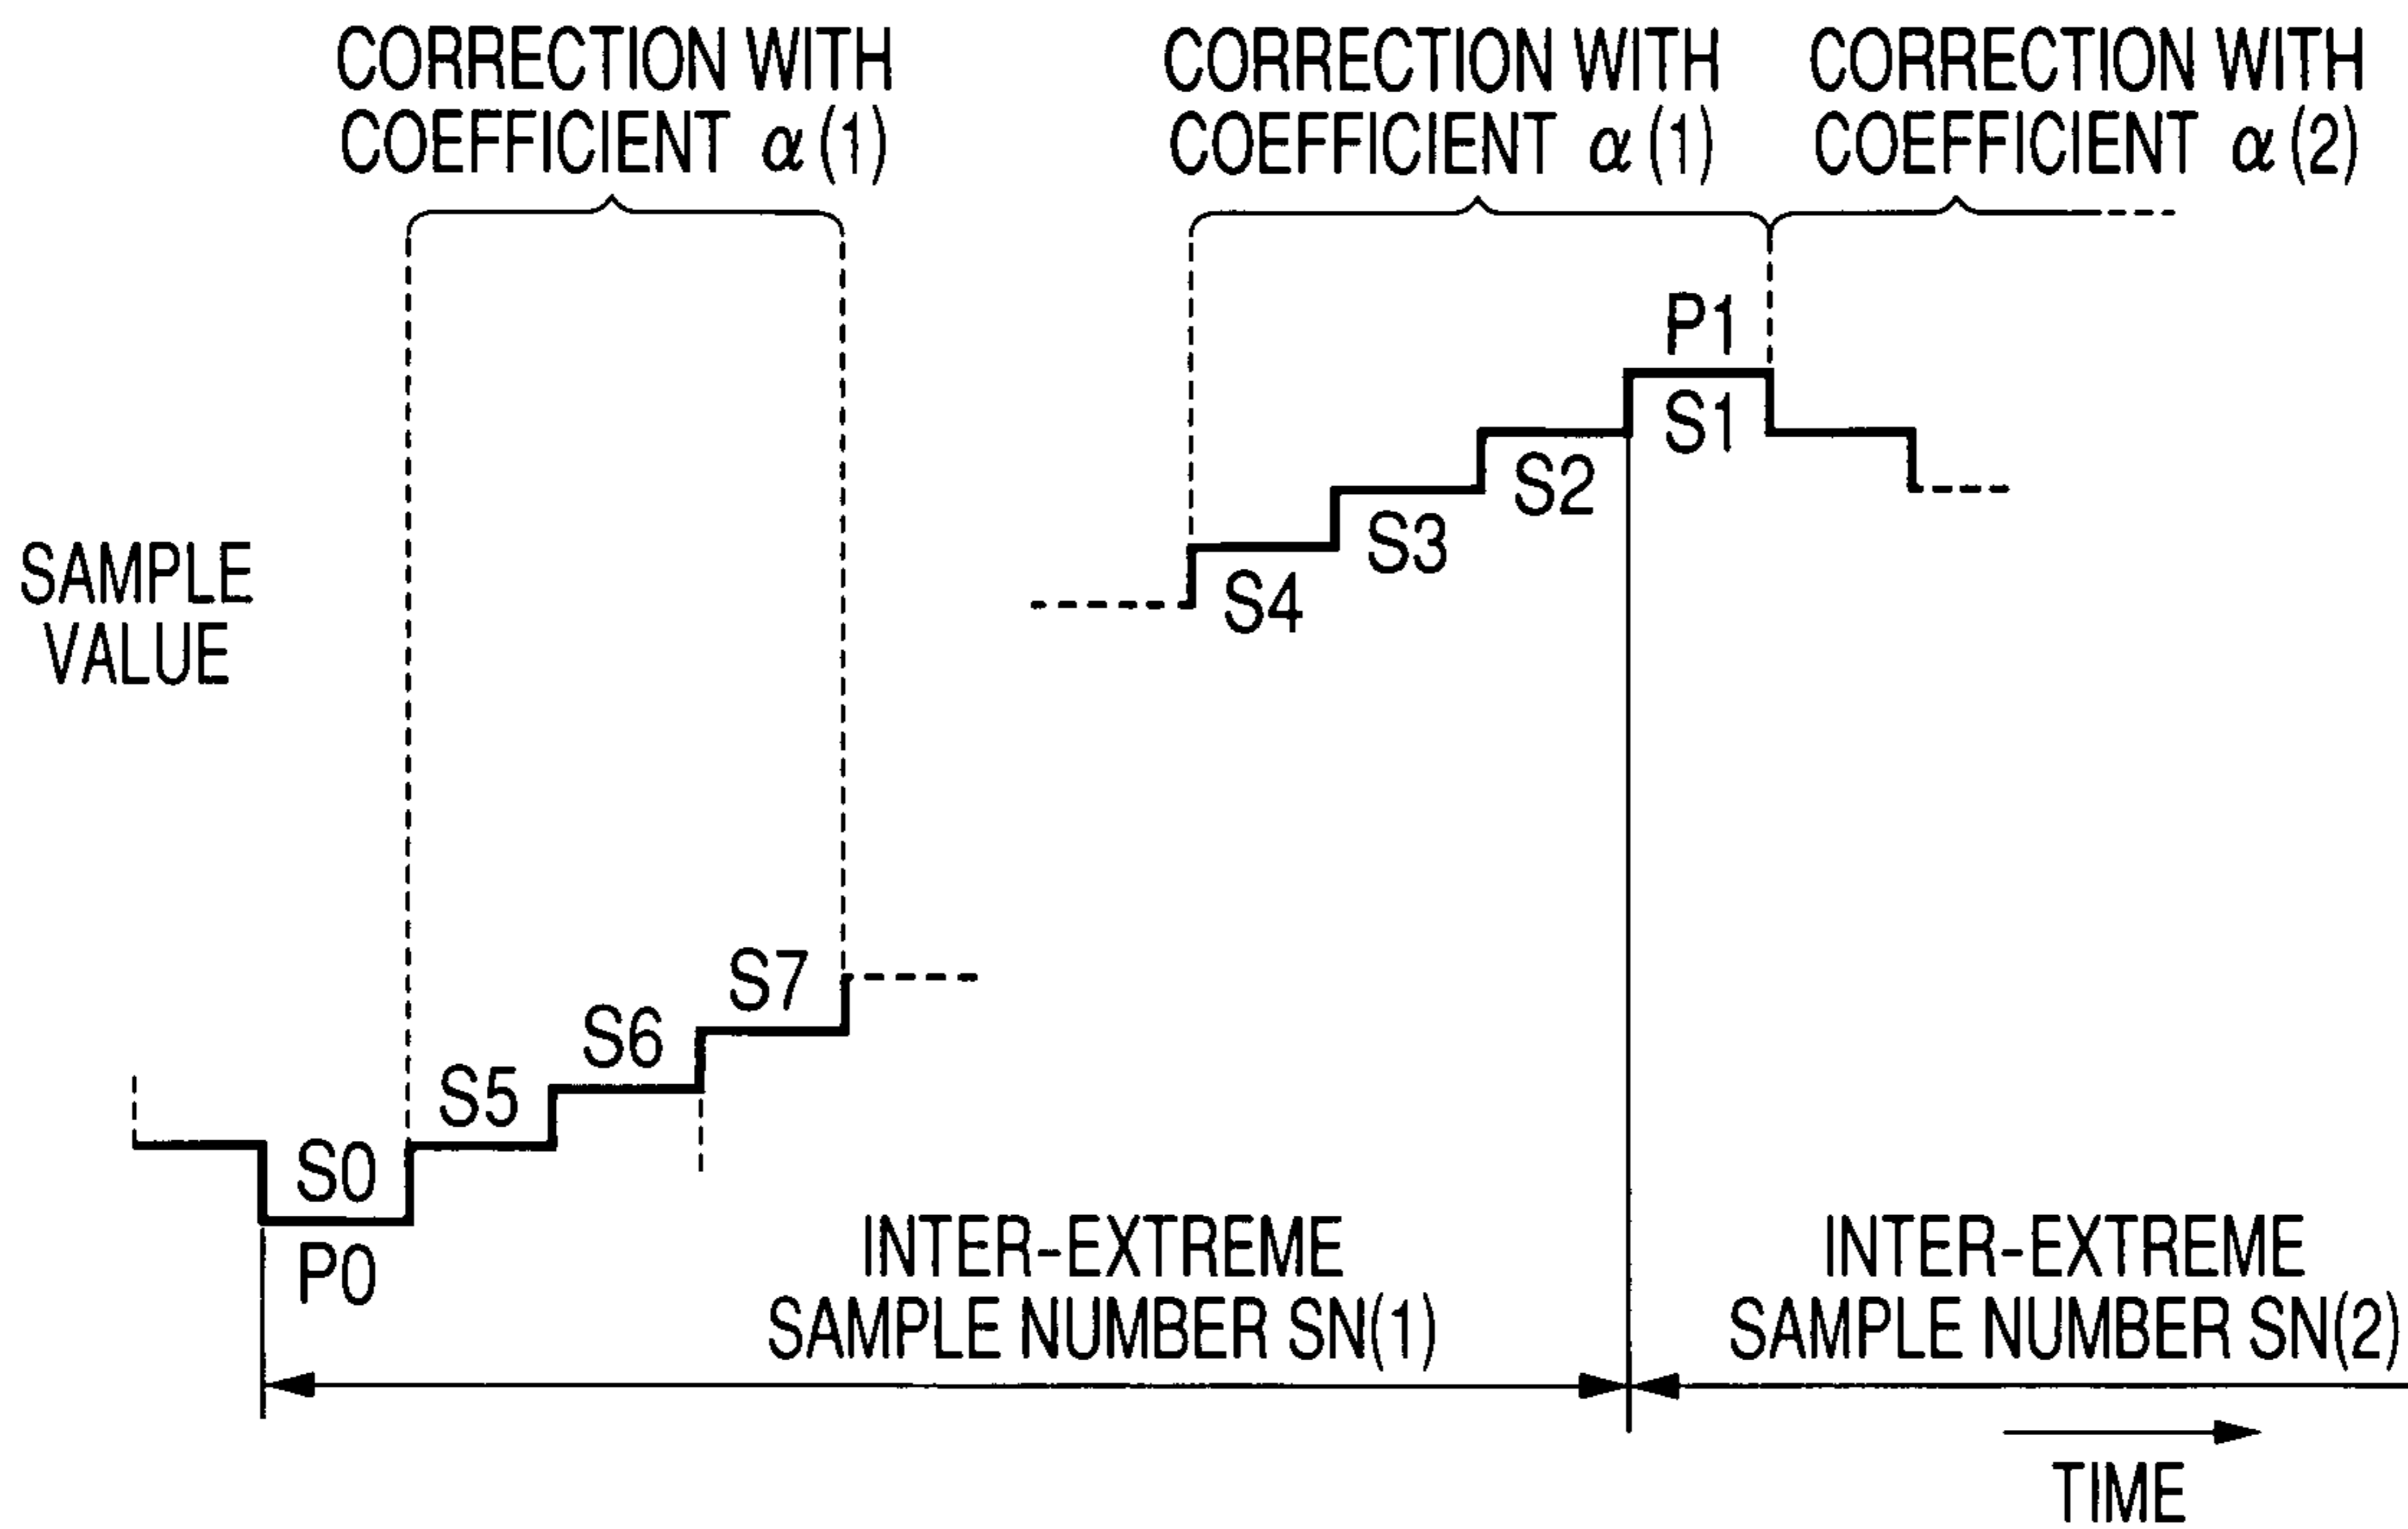 CORRECTION WITH
COEFFICIENT α(1)
CORRECTION WITH
COEFFICIENT α(1)
CORRECTION WITH
COEFFICIENT α(2)
P1
S1
S2
S3
S4
SAMPLE
VALUE
S7
S6
S5
S0
P0
INTER-EXTREME
SAMPLE NUMBER SN(1)
INTER-EXTREME
SAMPLE NUMBER SN(2)
TIME